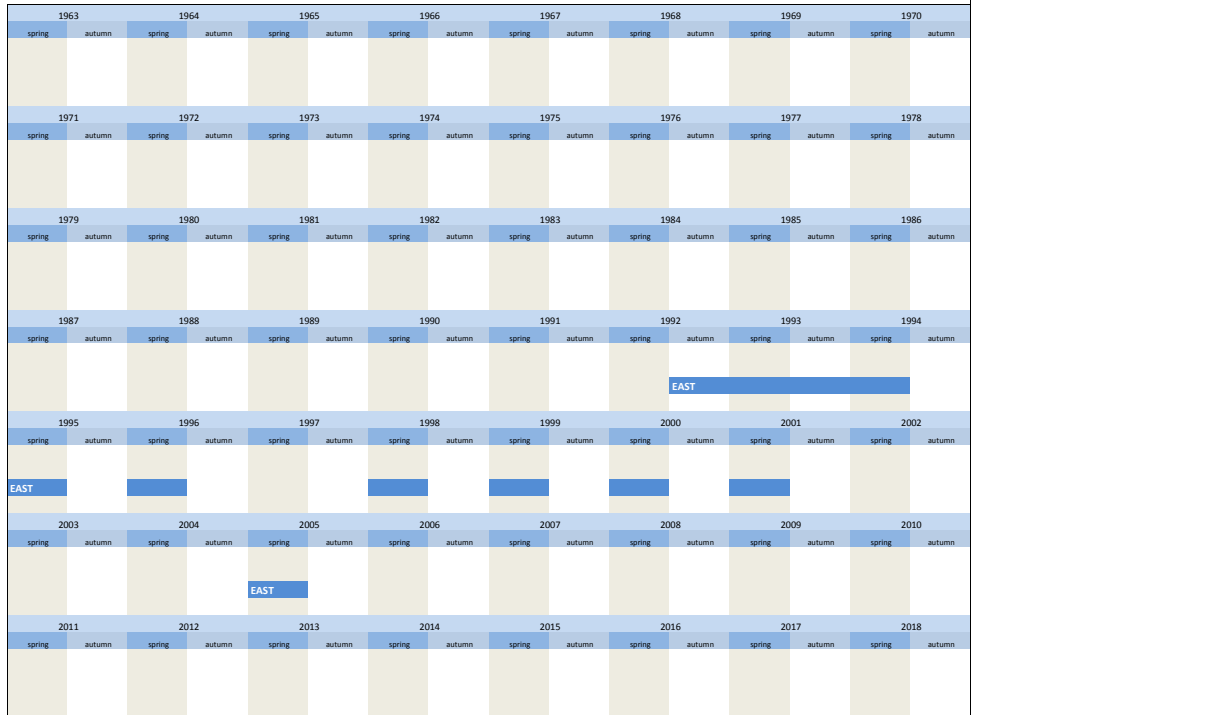 1963 1964 1965 1966 1967 1968 1969 1970
spring autumn spring autumn spring autumn spring autumn spring autumn spring autumn spring autumn spring autumn
1971 1972 1973 1974 1975 1976 1977 1978
spring autumn spring autumn spring autumn spring autumn spring autumn spring autumn spring autumn spring autumn
1979 1980 1981 1982 1983 1984 1985 1986
spring autumn spring autumn spring autumn spring autumn spring autumn spring autumn spring autumn spring autumn
1987 1988 1989 1990 1991 1992 1993 1994
spring autumn spring autumn spring autumn spring autumn spring autumn spring autumn spring autumn spring autumn
EAST
1995 1996 1997 1998 1999 2000 2001 2002
spring autumn spring autumn spring autumn spring autumn spring autumn spring autumn spring autumn spring autumn
EAST
2003 2004 2005 2006 2007 2008 2009 2010
spring autumn spring autumn spring autumn spring autumn spring autumn spring autumn spring autumn spring autumn
EAST
2011 2012 2013 2014 2015 2016 2017 2018
spring autumn spring autumn spring autumn spring autumn spring autumn spring autumn spring autumn spring autumn